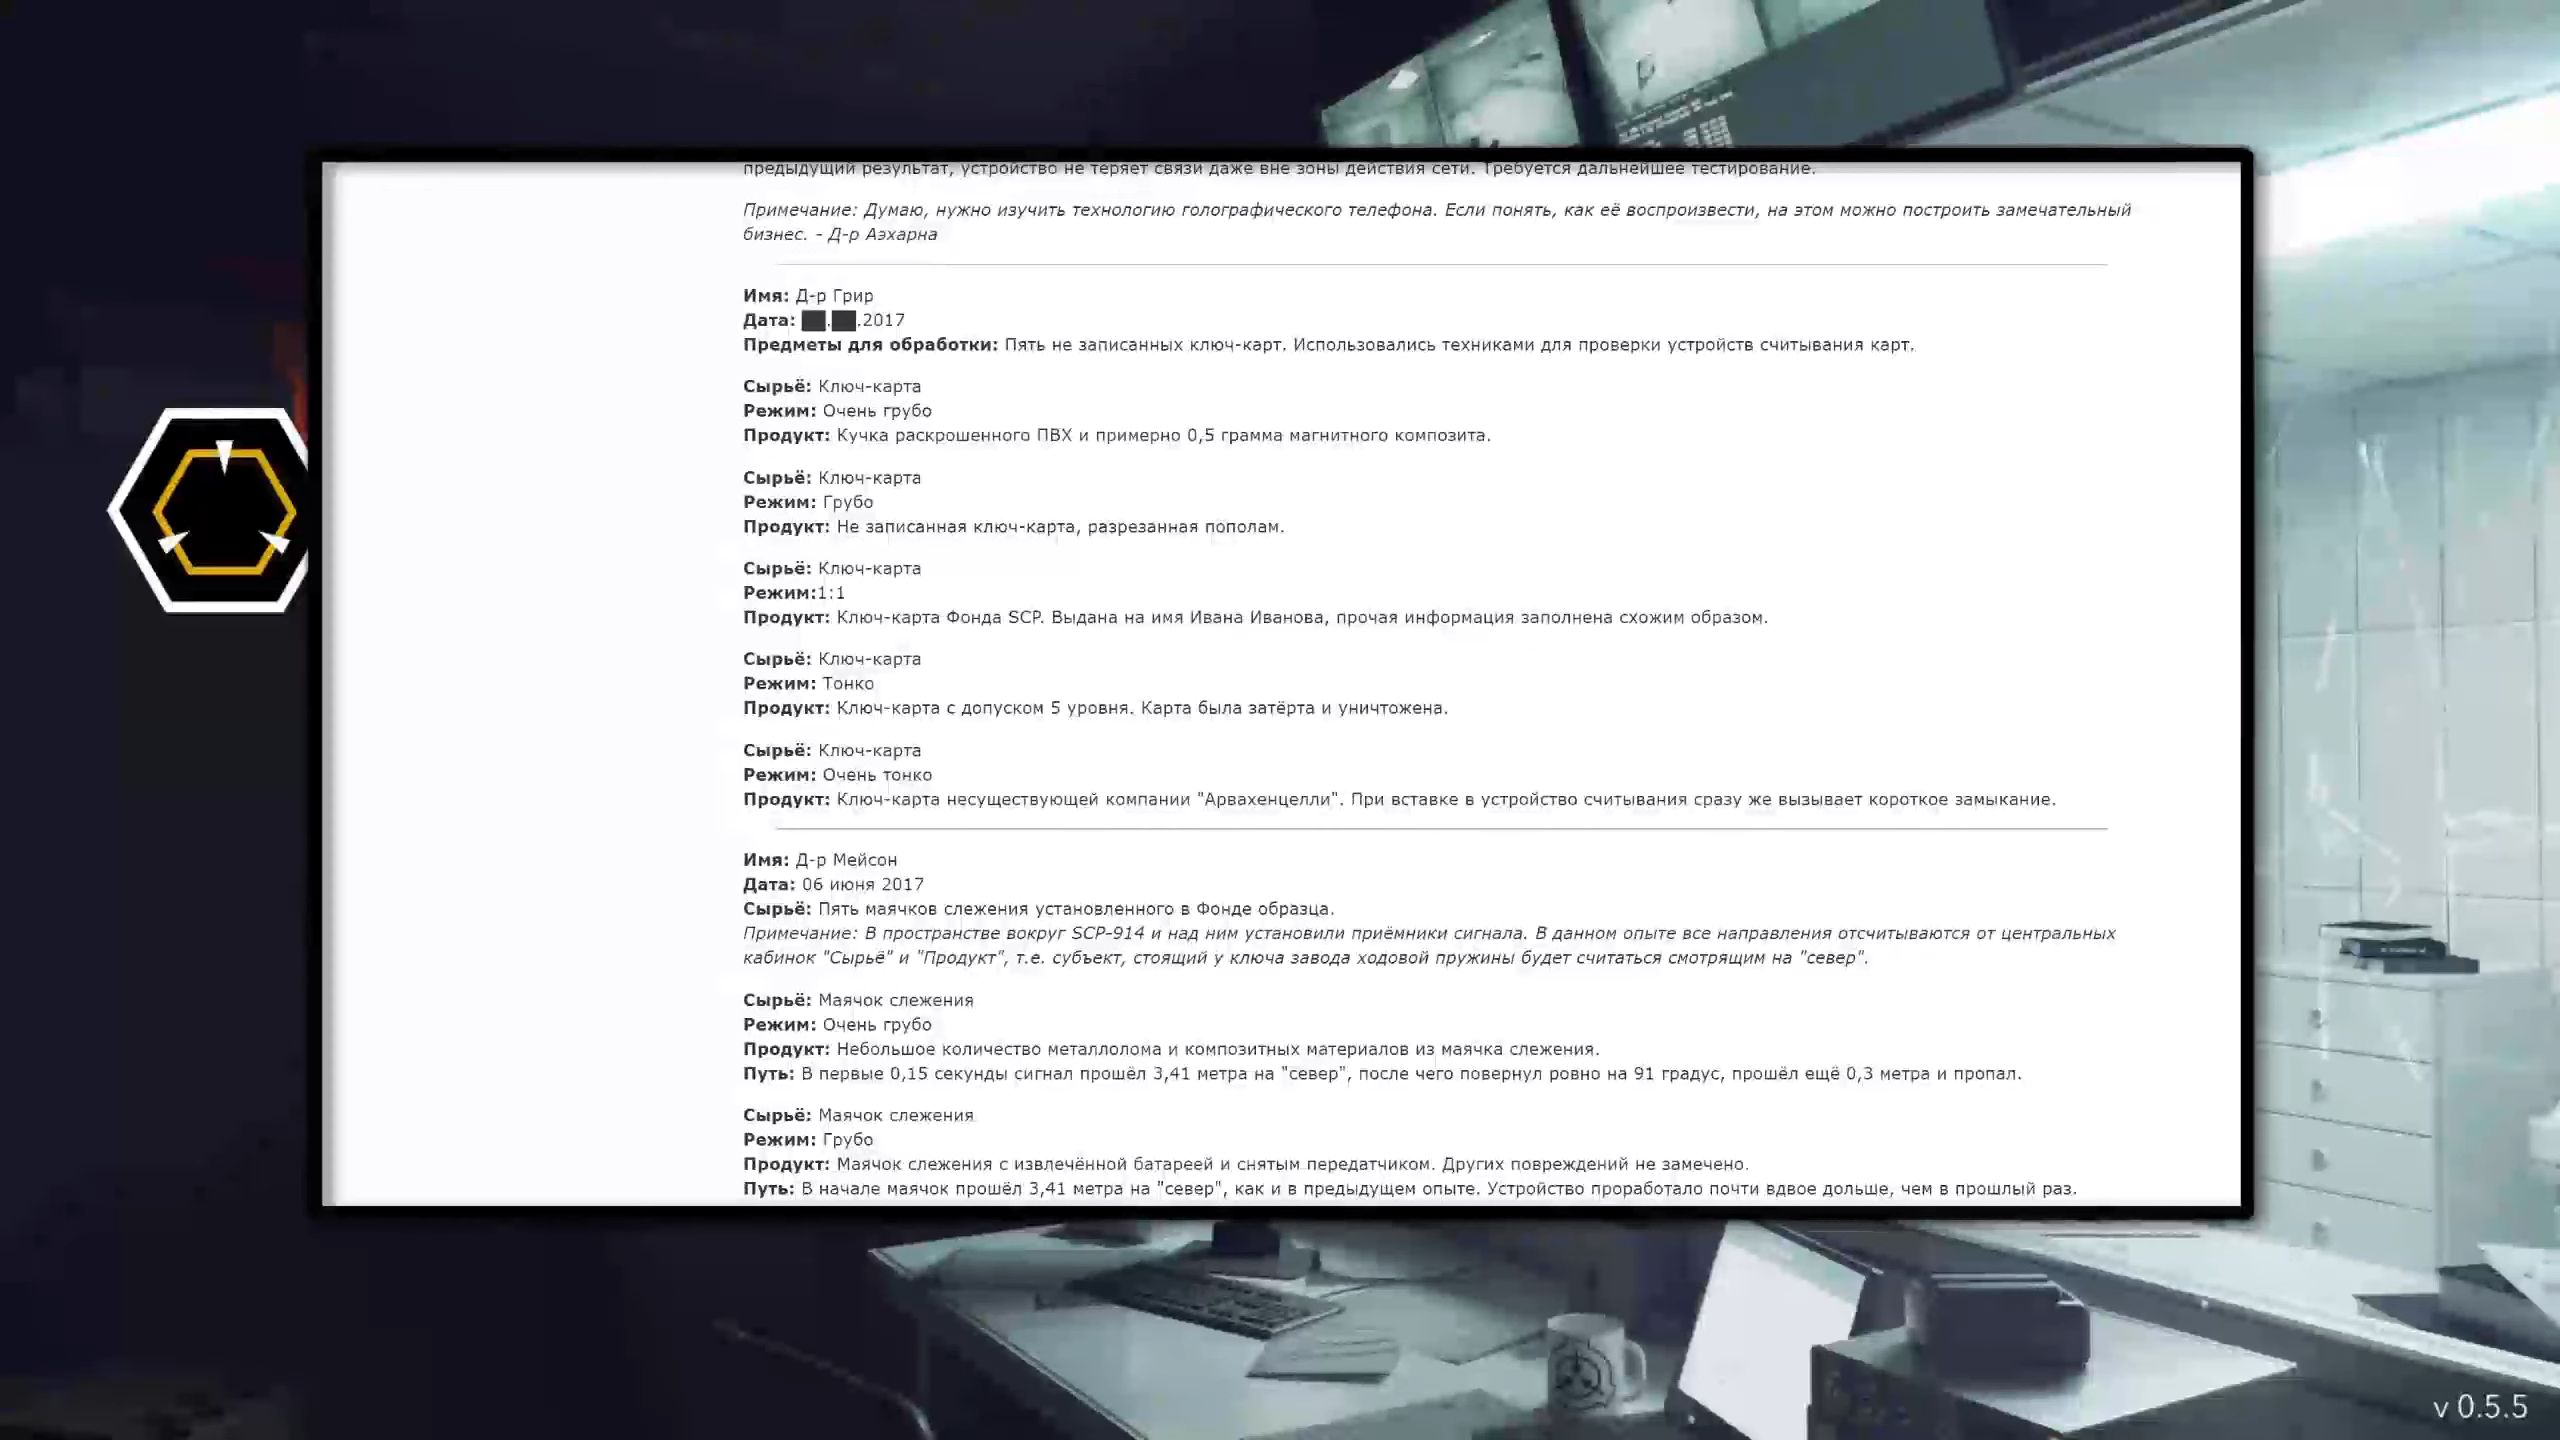 предыдущий результат, устройство не теряет связи даже вне зоны действия сети. Требуется дальнейшее тестирование.
Примечание: Думаю, нужно изучить технологию голографического телефона. Если понять, как её воспроизвести, на этом можно построить замечательный
бизнес. - Д-р Аэхарна
Имя: Д-р Грир
Дата: ██.██.2017
Предметы для обработки: Пять не записанных ключ-карт. Использовались техниками для проверки устройств считывания карт.
Сырьё: Ключ-карта
Режим: Очень грубо
Продукт: Кучка раскрошенного ПВХ и примерно 0,5 грамма магнитного композита.
Сырьё: Ключ-карта
Режим: Грубо
Продукт: Не записанная ключ-карта, разрезанная пополам.
Сырьё: Ключ-карта
Режим:1:1
Продукт: Ключ-карта Фонда SCP. Выдана на имя Ивана Иванова, прочая информация заполнена схожим образом.
Сырьё: Ключ-карта
Режим: Тонко
Продукт: Ключ-карта с допуском 5 уровня. Карта была затёрта и уничтожена.
Сырьё: Ключ-карта
Режим: Очень тонко
Продукт: Ключ-карта несуществующей компании "Арвахенцелли". При вставке в устройство считывания сразу же вызывает короткое замыкание.
Имя: Д-р Мейсон
Дата: 06 июня 2017
Сырьё: Пять маячков слежения установленного в Фонде образца.
Примечание: В пространстве вокруг SCP-914 и над ним установили приёмники сигнала. В данном опыте все направления отсчитываются от центральных
кабинок "Сырьё" и "Продукт", т.е. субъект, стоящий у ключа завода ходовой пружины будет считаться смотрящим на "север".
Сырьё: Маячок слежения
Режим: Очень грубо
Продукт: Небольшое количество металлолома и композитных материалов из маячка слежения.
Путь: В первые 0,15 секунды сигнал прошёл 3,41 метра на "север", после чего повернул ровно на 91 градус, прошёл ещё 0,3 метра и пропал.
Сырьё: Маячок слежения
Режим: Грубо
Продукт: Маячок слежения с извлечённой батареей и снятым передатчиком. Других повреждений не замечено.
Путь: В начале маячок прошёл 3,41 метра на "север", как и в предыдущем опыте. Устройство проработало почти вдвое дольше, чем в прошлый раз.
v 0.5.5